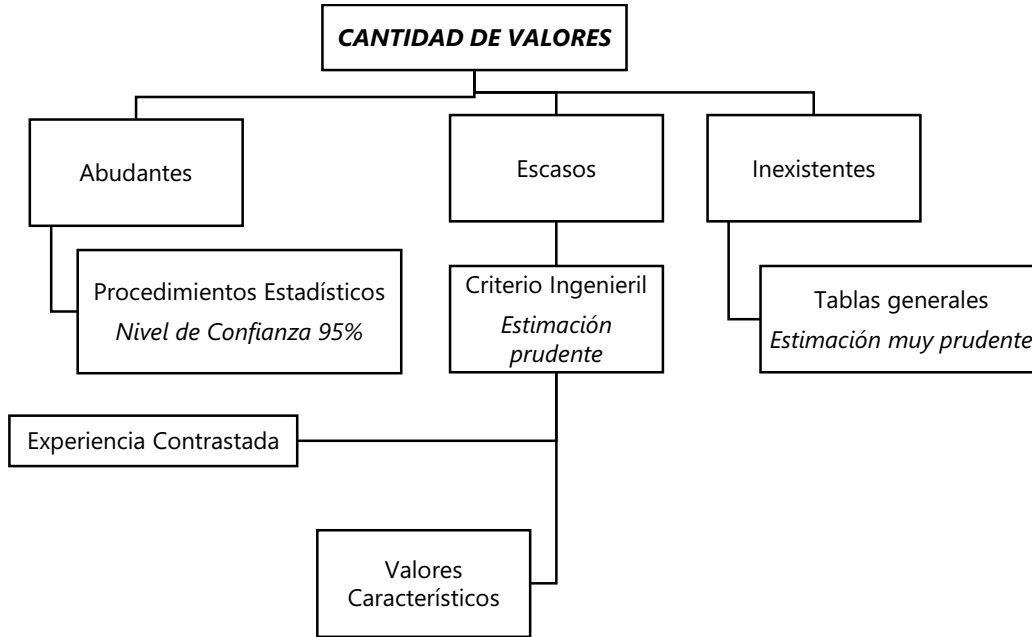 CANTIDAD DE VALORES
Abudantes
Escasos
Inexistentes
Procedimientos Estadísticos
Nivel de Confianza 95%
Criterio Ingenieril
Estimación
prudente
Tablas generales
Estimación muy prudente
Experiencia Contrastada
Valores
Característicos